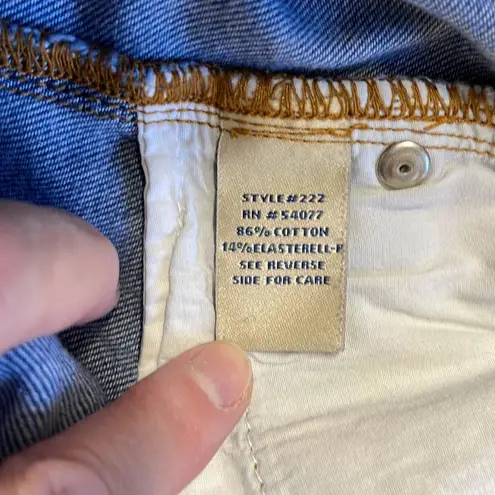 STYLE#222
RN #54077
86% COTTON
14%ELASTERELL-P
SEE REVERSE
SIDE FOR CARE